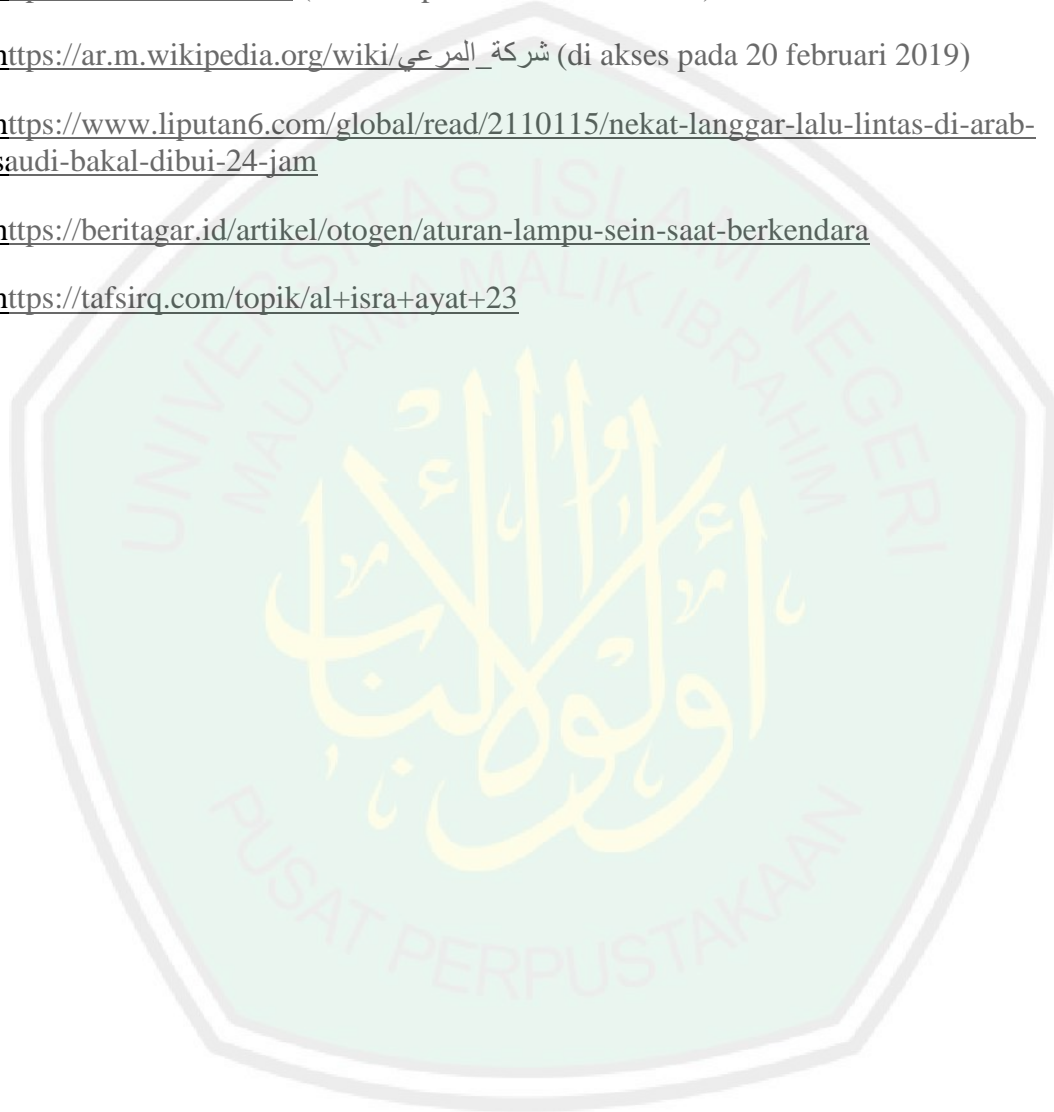 https://ar.m.wikipedia.org/wiki/شركة_المرعي (di akses pada 20 februari 2019)
https://www.liputan6.com/global/read/2110115/nekat-langgar-lalu-lintas-di-arab-
saudi-bakal-dibui-24-jam
https://beritagar.id/artikel/otogen/aturan-lampu-sein-saat-berkendara
https://tafsirq.com/topik/al+isra+ayat+23
UNIVERSITAS ISLAM NEGERI
MAULANA MALIK IBRAHIM
أولو الألباب
PUSAT PERPUSTAKAAN